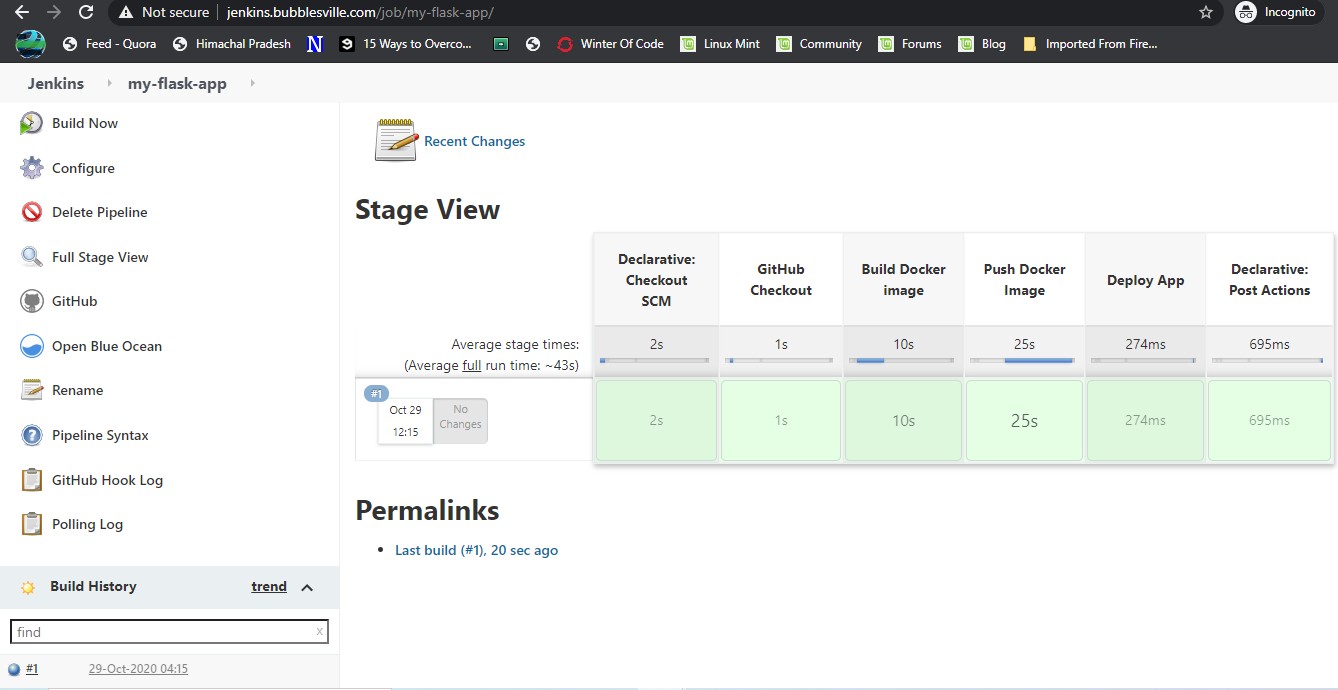 Not secure | jenkins.bubblesville.com/job/my-flask-app/ Incognito
Feed - Quora Himachal Pradesh N 9 15 Ways to Overco... Winter Of Code Linux Mint Community Forums Blog Imported From Fire...
Jenkins my-flask-app
Build Now
Configure
Delete Pipeline
Full Stage View
GitHub
Open Blue Ocean
Rename
Pipeline Syntax
GitHub Hook Log
Polling Log
Build History trend
find x
#1 29-Oct-2020 04:15
Recent Changes
Stage View
Declarative:
Checkout
SCM
GitHub
Checkout
Build Docker
image
Push Docker
Image
Deploy App
Declarative:
Post Actions
Average stage times:
(Average full run time: ~43s)
2s 1s 10s 25s 274ms 695ms
#1
Oct 29
12:15
No
Changes
2s 1s 10s 25s 274ms 695ms
Permalinks
Last build (#1), 20 sec ago